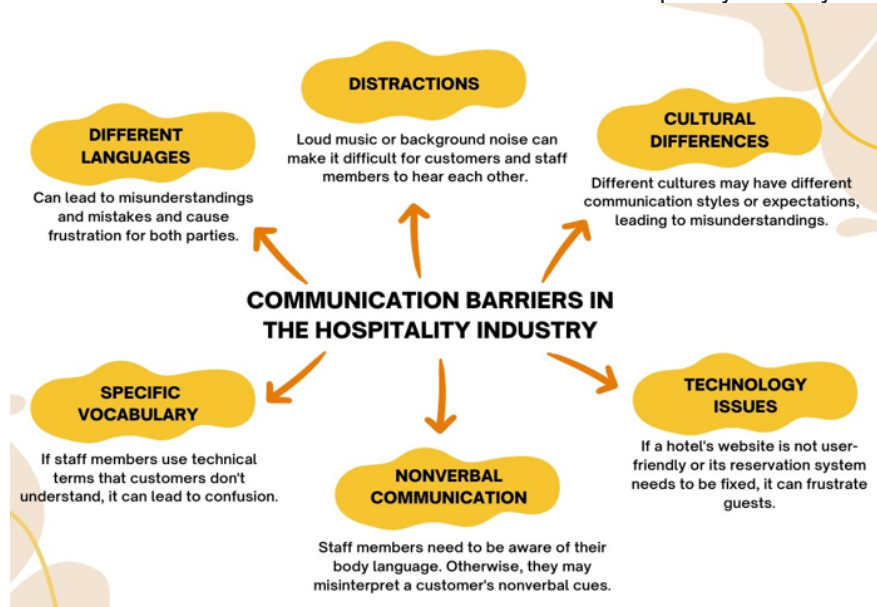 DISTRACTIONS
Loud music or background noise can
make it difficult for customers and staff
members to hear each other.
DIFFERENT
LANGUAGES
Can lead to misunderstandings
and mistakes and cause
frustration for both parties.
CULTURAL
DIFFERENCES
Different cultures may have different
communication styles or expectations,
leading to misunderstandings.
COMMUNICATION BARRIERS IN
THE HOSPITALITY INDUSTRY
SPECIFIC
VOCABULARY
If staff members use technical
terms that customers don't
understand, it can lead to confusion.
NONVERBAL
COMMUNICATION
Staff members need to be aware of their
body language. Otherwise, they may
misinterpret a customer's nonverbal cues.
TECHNOLOGY
ISSUES
If a hotel's website is not user-
friendly or its reservation system
needs to be fixed, it can frustrate
guests.